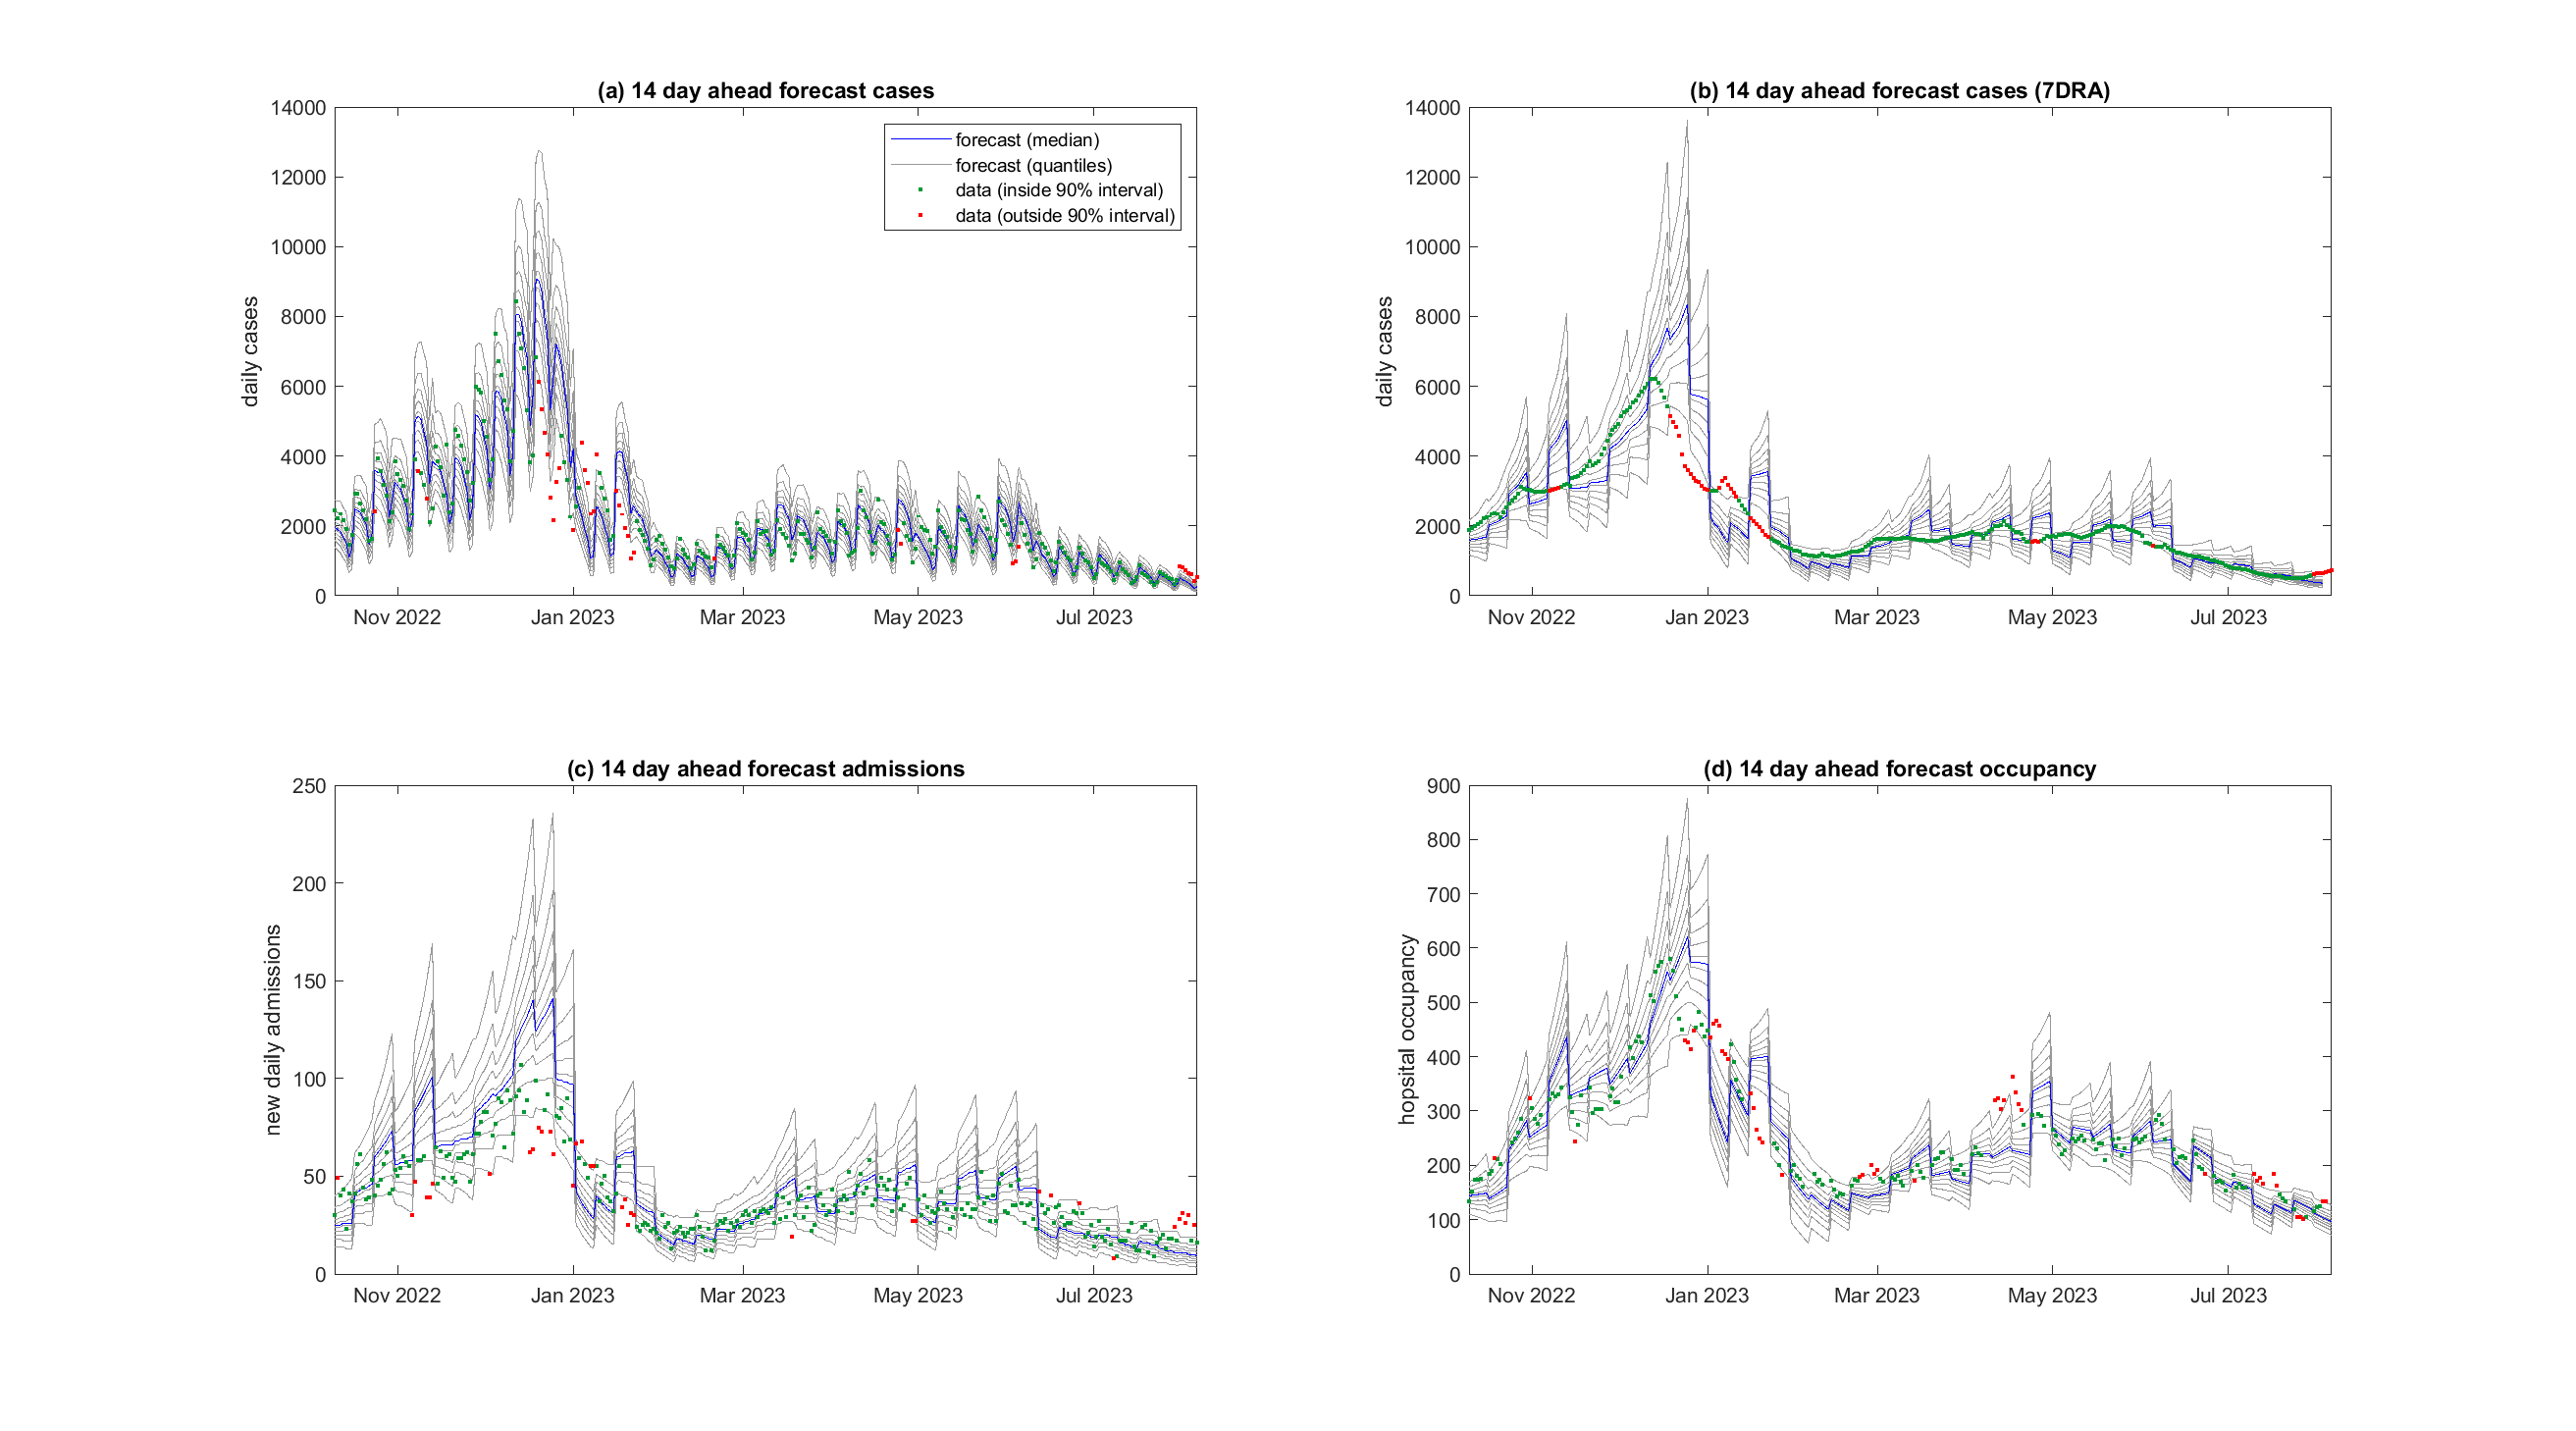 (a) 14 day ahead forecast cases
14000
12000
10000
8000
6000
4000
2000
0
daily cases
Nov 2022 Jan 2023 Mar 2023 May 2023 Jul 2023
forecast (median)
forecast (quantiles)
data (inside 90% interval)
data (outside 90% interval)
(b) 14 day ahead forecast cases (7DRA)
14000
12000
10000
8000
6000
4000
2000
0
daily cases
Nov 2022 Jan 2023 Mar 2023 May 2023 Jul 2023
(c) 14 day ahead forecast admissions
250
200
150
100
50
0
new daily admissions
Nov 2022 Jan 2023 Mar 2023 May 2023 Jul 2023
(d) 14 day ahead forecast occupancy
900
800
700
600
500
400
300
200
100
0
hopsital occupancy
Nov 2022 Jan 2023 Mar 2023 May 2023 Jul 2023